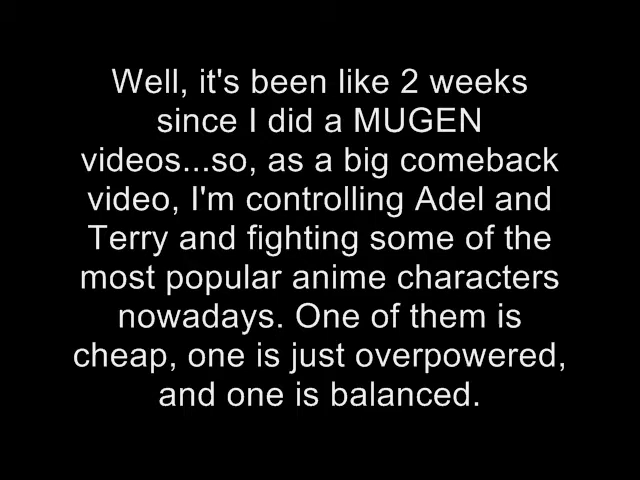 Well, it's been like 2 weeks
since I did a MUGEN
videos...so, as a big comeback
video, I'm controlling Adel and
Terry and fighting some of the
most popular anime characters
nowadays. One of them is
cheap, one is just overpowered,
and one is balanced.